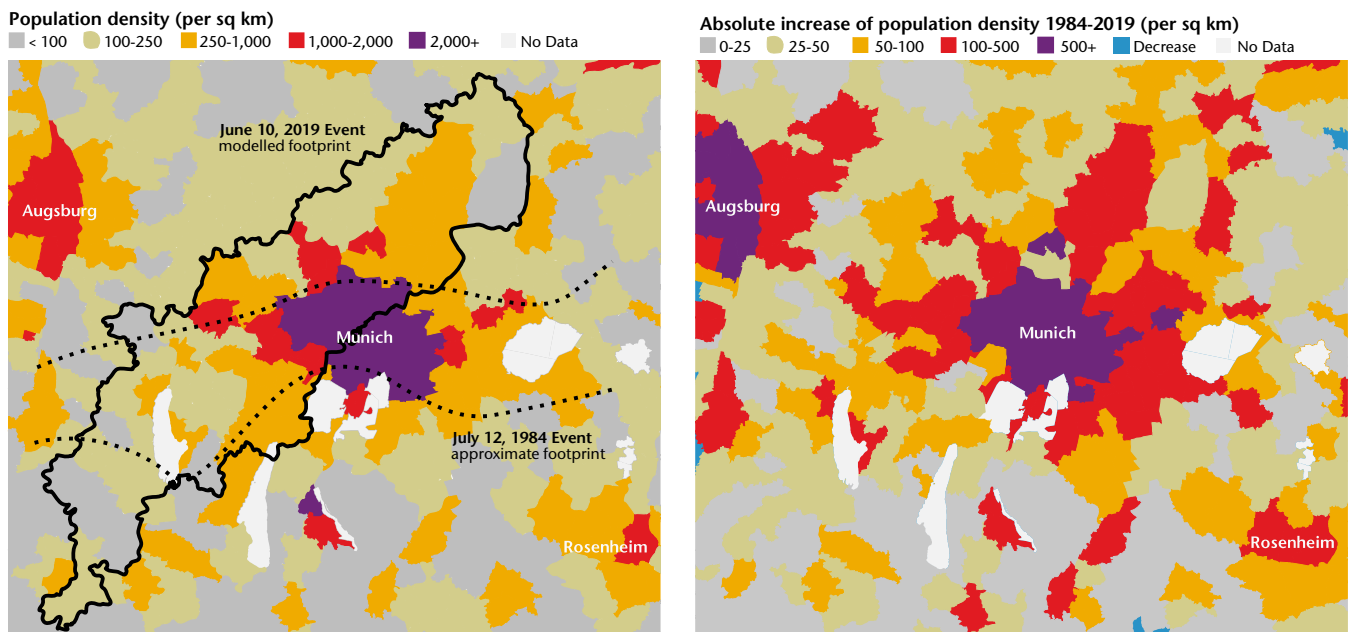 Population density (per sq km)
< 100 100-250 250-1,000 1,000-2,000 2,000+ No Data
June 10, 2019 Event
modelled footprint
Augsburg
Munich
July 12, 1984 Event
approximate footprint
Rosenheim
Absolute increase of population density 1984-2019 (per sq km)
0-25 25-50 50-100 100-500 500+ Decrease No Data
Augsburg
Munich
Rosenheim